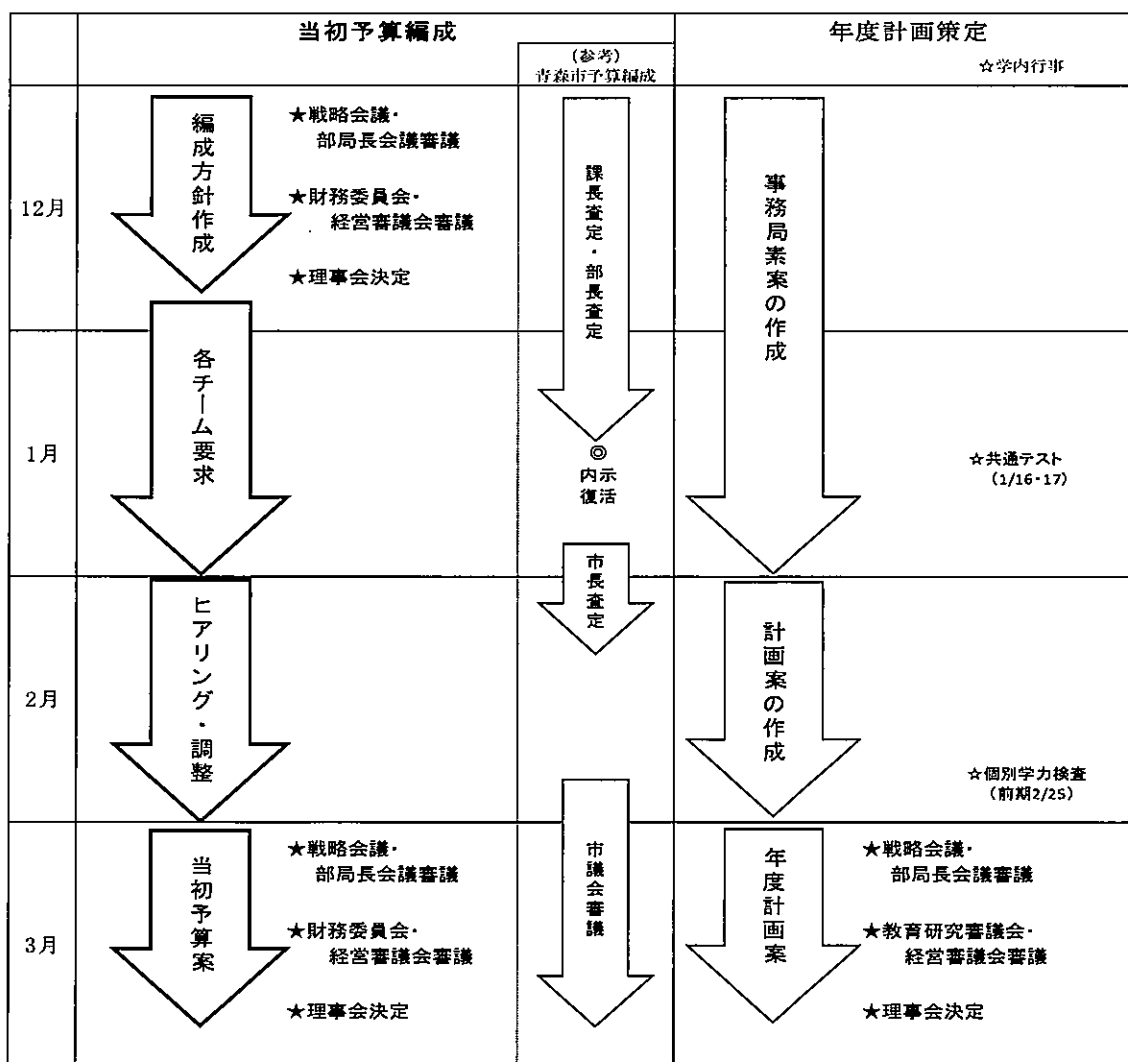 当初予算編成
年度計画策定
(参考)
青森市予算編成
☆学内行事
12月
編成方針作成
★戦略会議・
部局長会議審議
★財務委員会・
経営審議会審議
★理事会決定
課長査定・部長査定
事務局素案の作成
1月
各チーム要求
◎
内示
復活
☆共通テスト
(1/16・17)
市長査定
2月
ヒアリング・調整
計画案の作成
☆個別学力検査
(前期2/25)
3月
当初予算案
★戦略会議・
部局長会議審議
★財務委員会・
経営審議会審議
★理事会決定
市議会審議
年度計画案
★戦略会議・
部局長会議審議
★教育研究審議会・
経営審議会審議
★理事会決定